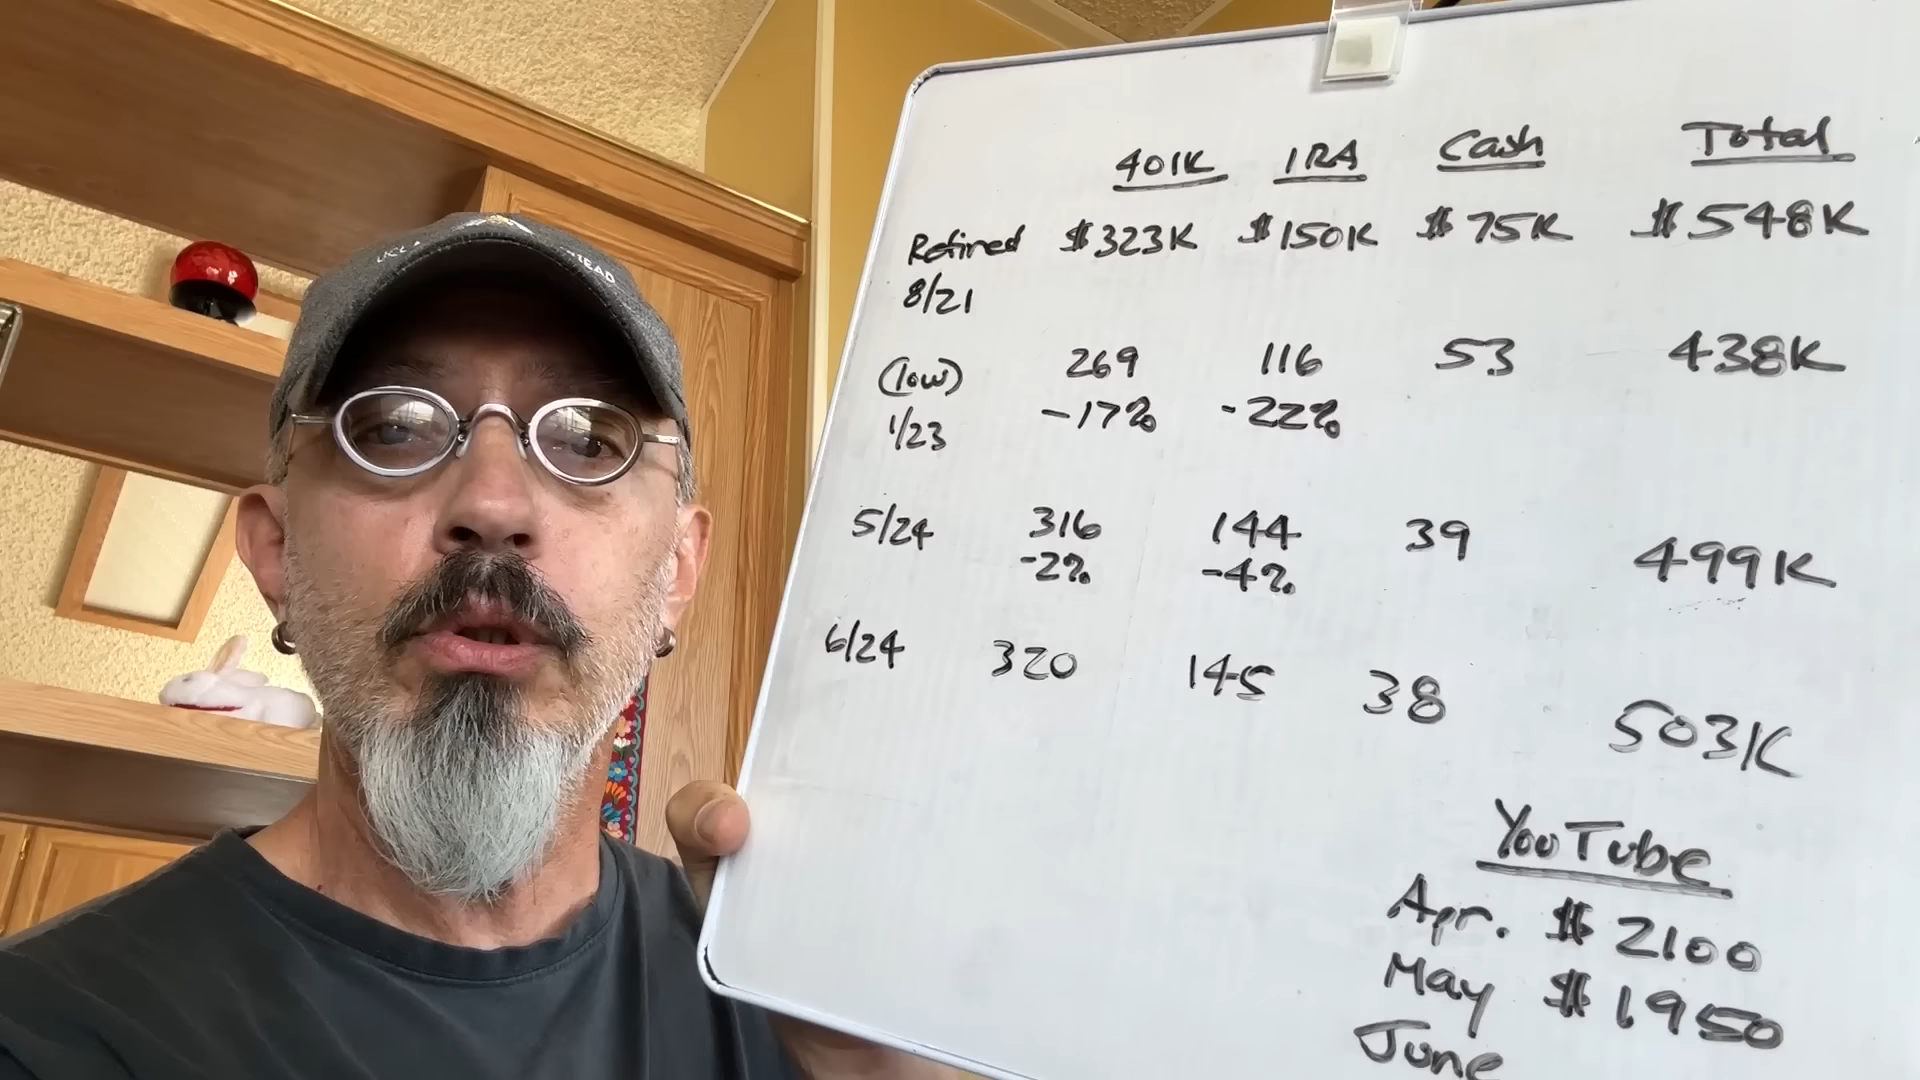 401K IRA Cash Total
Retired $323K $150K $75K $548K
8/21
(low) 269 116 53 438K
1/23 -17% -22%
5/24 316 144 39 499K
-2% -4%
6/24 320 145 38 503K
YouTube
Apr. $2100
May $1950
June